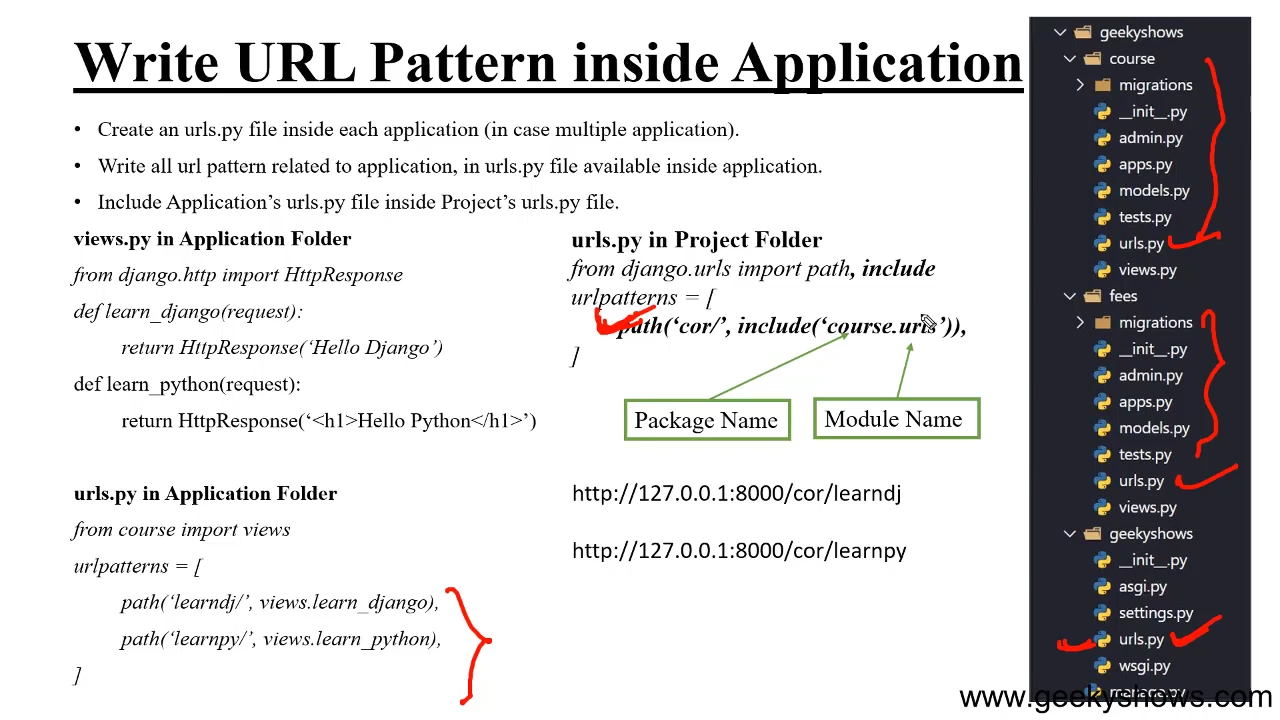 Write URL Pattern inside Application
• Create an urls.py file inside each application (in case multiple application).
• Write all url pattern related to application, in urls.py file available inside application.
• Include Application's urls.py file inside Project's urls.py file.
views.py in Application Folder
from django.http import HttpResponse
def learn_django(request):
return HttpResponse(‘Hello Django’)
def learn_python(request):
return HttpResponse(‘<h1>Hello Python</h1>’)
urls.py in Application Folder
from course import views
urlpatterns = [
path(‘learndj/’, views.learn_django),
path(‘learnpy/’, views.learn_python),
]
urls.py in Project Folder
from django.urls import path, include
urlpatterns = [
path(‘cor/’, include(‘course.urls’)),
]
Package Name
Module Name
http://127.0.0.1:8000/cor/learndj
http://127.0.0.1:8000/cor/learnpy
geekyshows
course
migrations
__init__.py
admin.py
apps.py
models.py
tests.py
urls.py
views.py
fees
migrations
__init__.py
admin.py
apps.py
models.py
tests.py
urls.py
views.py
geekyshows
__init__.py
asgi.py
settings.py
urls.py
wsgi.py
manage.py
www.geekyshows.com